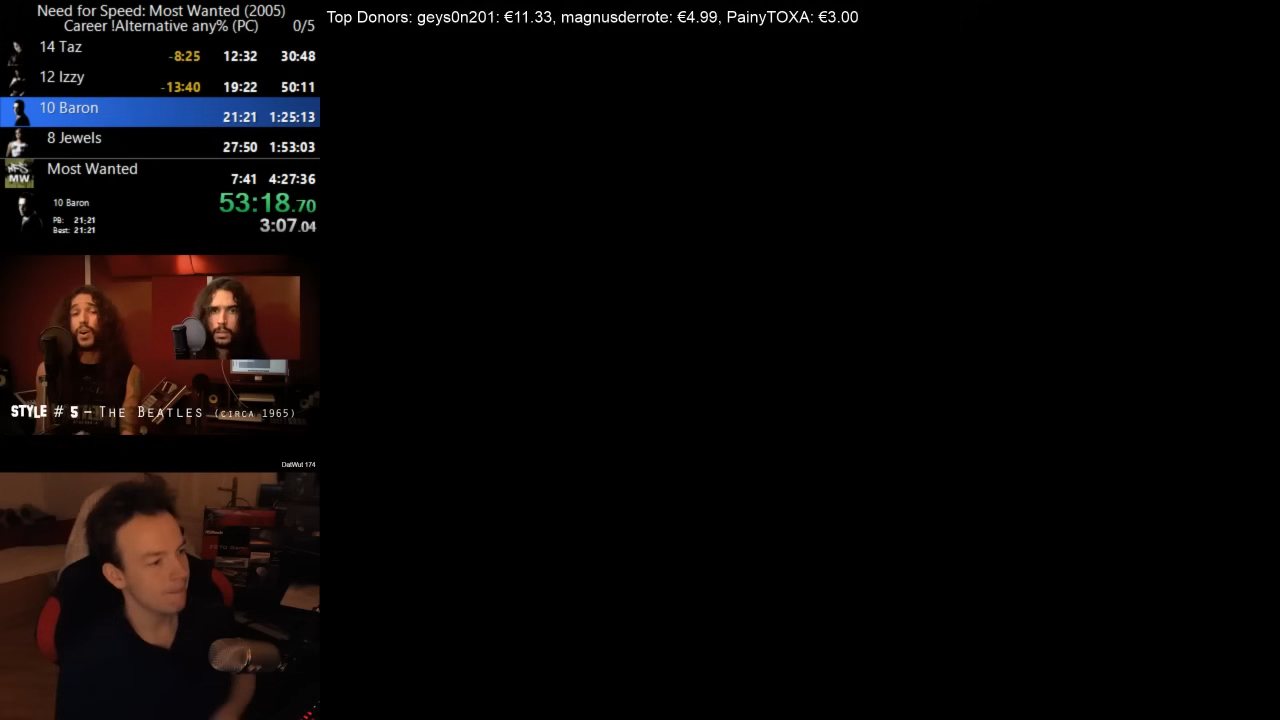 Need for Speed: Most Wanted (2005)
Career !Alternative any% (PC) 0/5
14 Taz -8:25 12:32 30:48
12 Izzy -13:40 19:22 50:11
10 Baron 21:21 1:25:13
8 Jewels 27:50 1:53:03
Most Wanted 7:41 4:27:36
MW
10 Baron 53:18.70
PB: 21:21 3:07.04
Best: 21:21
Top Donors: geys0n201: €11.33, magnusderrote: €4.99, PainyTOXA: €3.00
STYLE # 5 - THE BEATLES (CIRCA 1965)
DatWut 174